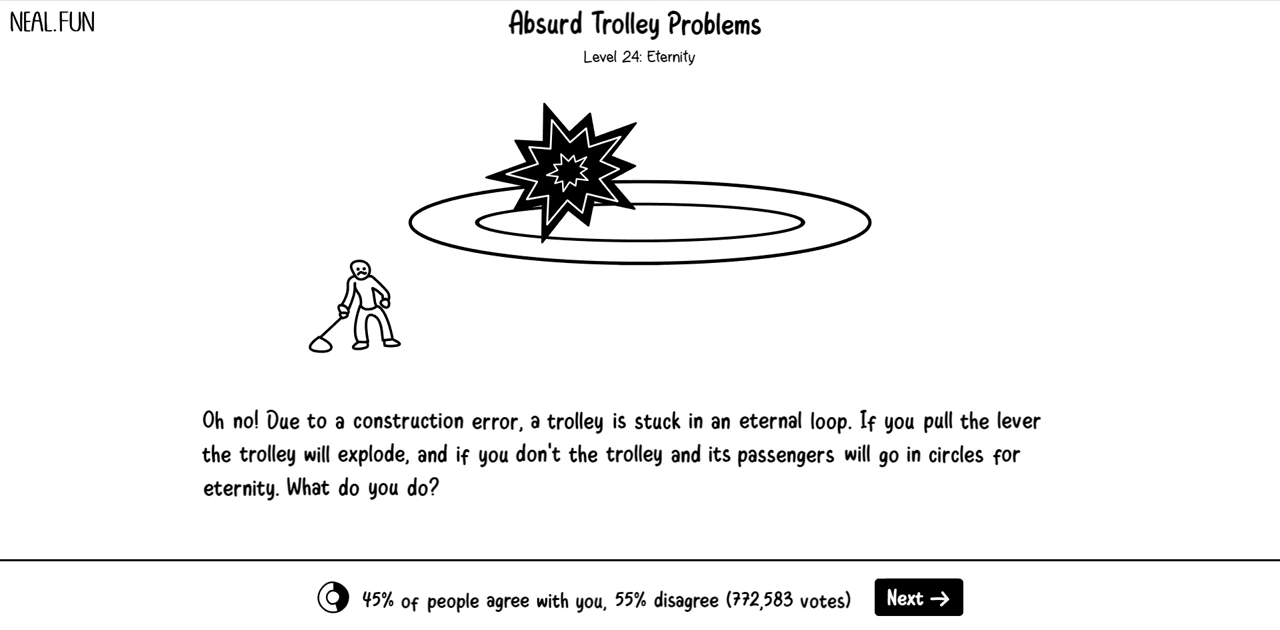 NEAL.FUN
Absurd Trolley Problems
Level 24: Eternity
Oh no! Due to a construction error, a trolley is stuck in an eternal loop. If you pull the lever
the trolley will explode, and if you don't the trolley and its passengers will go in circles for
eternity. What do you do?
45% of people agree with you, 55% disagree (772,583 votes)
Next →